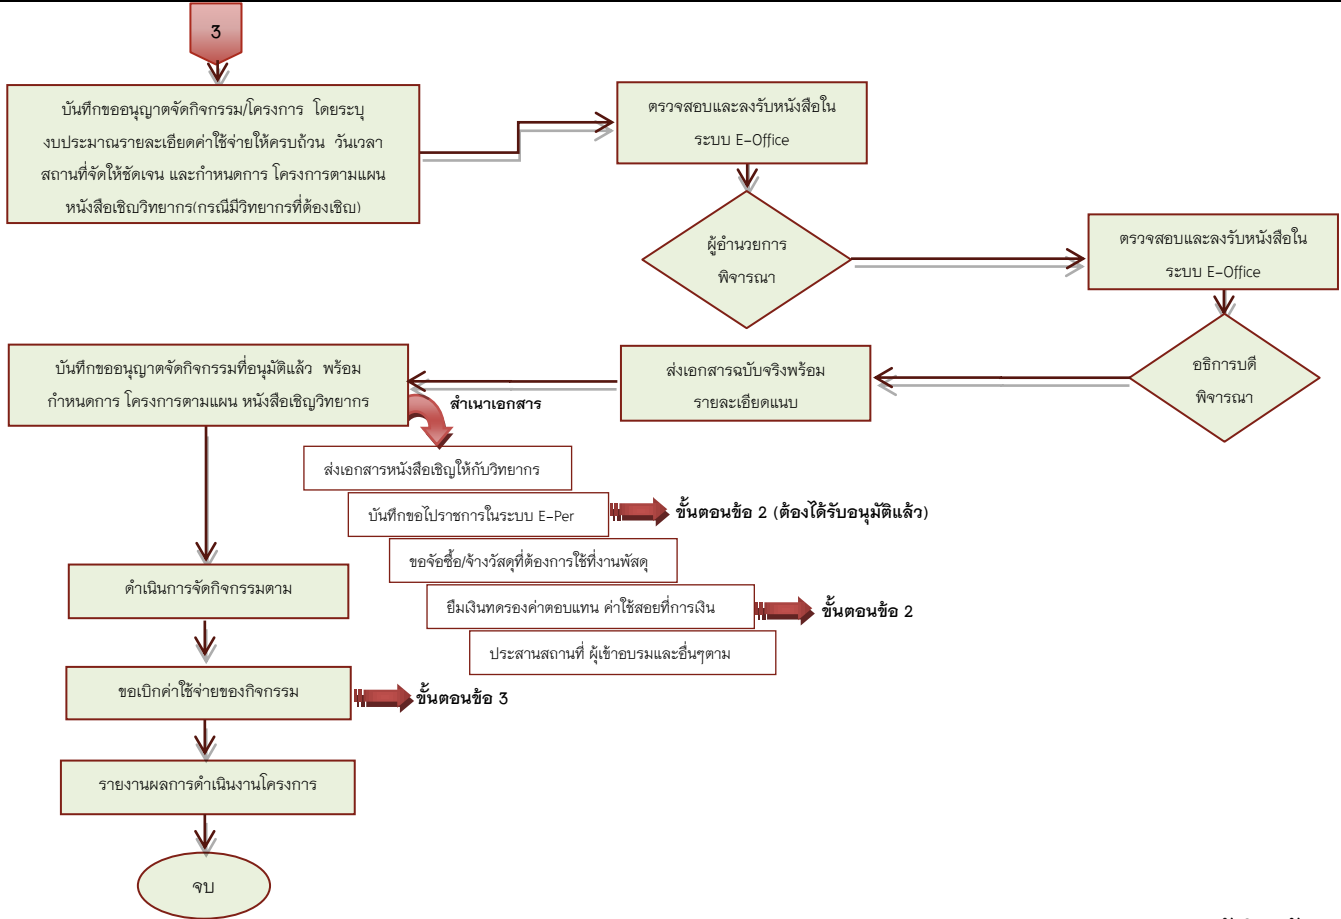 3
บันทึกขออนุญาตจัดกิจกรรม/โครงการ โดยระบุ
งบประมาณรายละเอียดค่าใช้จ่ายให้ครบถ้วน วันเวลา
สถานที่จัดให้ชัดเจน และกำหนดการ โครงการตามแผน
หนังสือเชิญวิทยากร(กรณีมีวิทยากรที่ต้องเชิญ)
ตรวจสอบและลงรับหนังสือใน
ระบบ E-Office
ผู้อำนวยการ
พิจารณา
ตรวจสอบและลงรับหนังสือใน
ระบบ E-Office
อธิการบดี
พิจารณา
ส่งเอกสารฉบับจริงพร้อม
รายละเอียดแนบ
บันทึกขออนุญาตจัดกิจกรรมที่อนุมัติแล้ว พร้อม
กำหนดการ โครงการตามแผน หนังสือเชิญวิทยากร
สำเนาเอกสาร
ส่งเอกสารหนังสือเชิญให้กับวิทยากร
บันทึกขอไปราชการในระบบ E-Per
ขั้นตอนข้อ 2 (ต้องได้รับอนุมัติแล้ว)
ขอจัอซื้อ/จ้างวัสดุที่ต้องการใช้ที่งานพัสดุ
ยืมเงินทดรองค่าตอบแทน ค่าใช้สอยที่การเงิน
ขั้นตอนข้อ 2
ประสานสถานที่ ผู้เข้าอบรมและอื่นๆตาม
ดำเนินการจัดกิจกรรมตาม
ขอเบิกค่าใช้จ่ายของกิจกรรม
ขั้นตอนข้อ 3
รายงานผลการดำเนินงานโครงการ
จบ